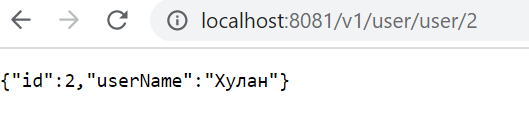 localhost:8081/v1/user/user/2
{"id":2,"userName":"Хулан"}